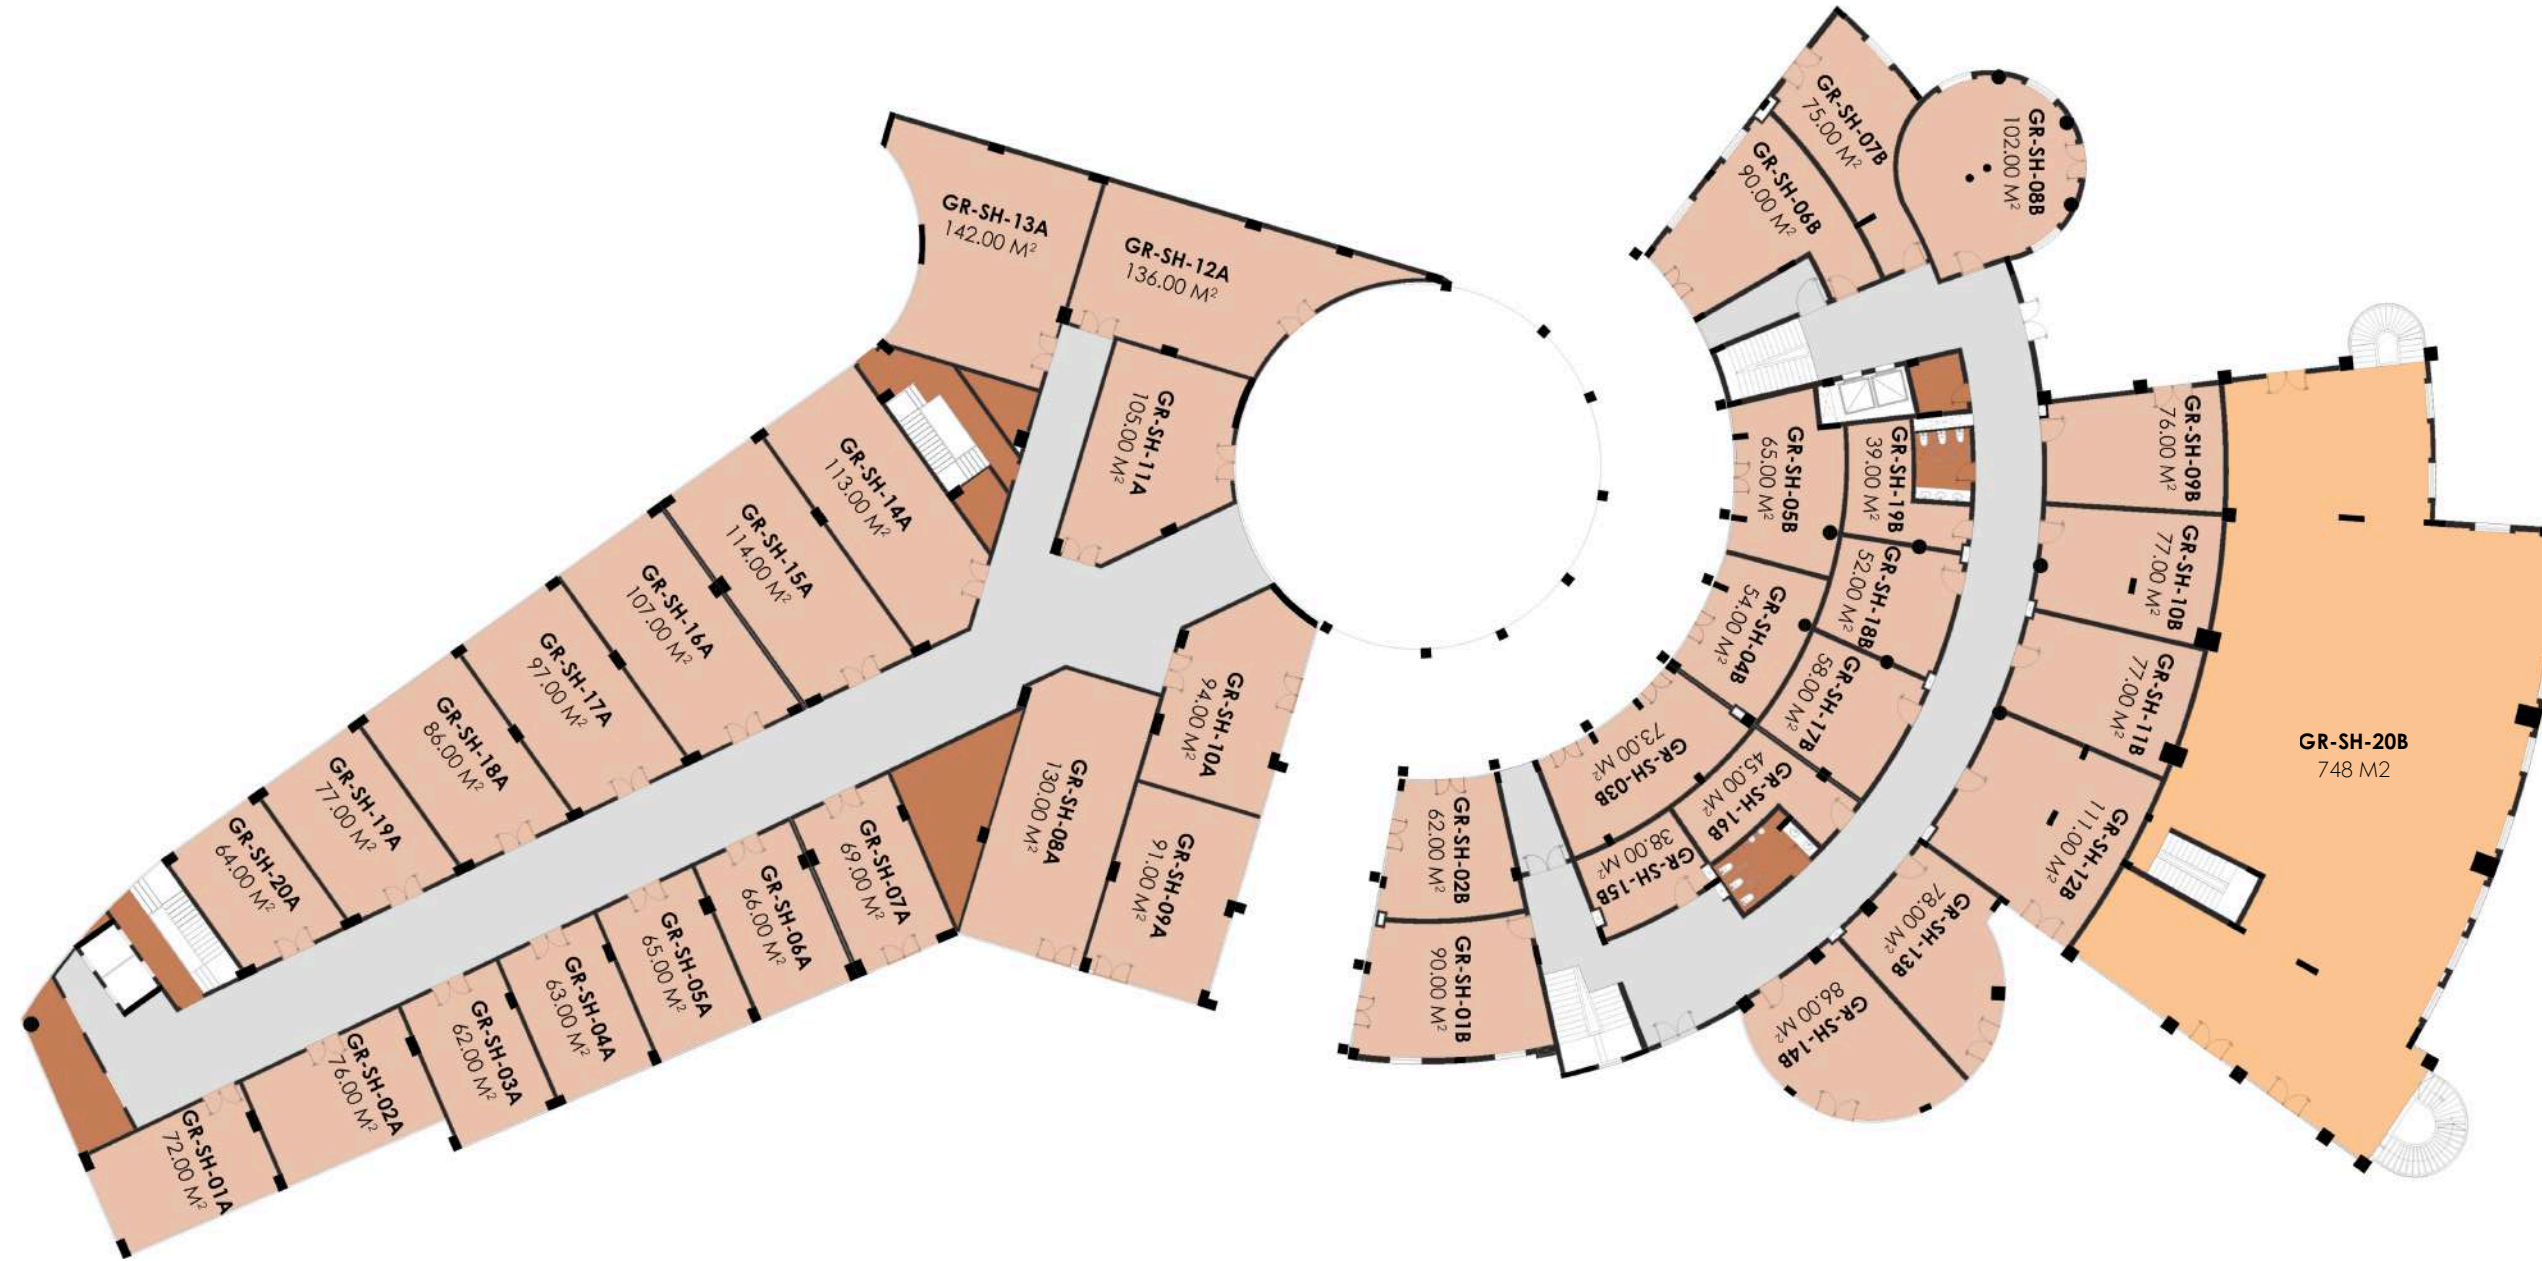 GR-SH-13A
142.00 M²
GR-SH-12A
136.00 M²
GR-SH-11A
105.00 M²
GR-SH-14A
113.00 M²
GR-SH-15A
114.00 M²
GR-SH-16A
107.00 M²
GR-SH-17A
97.00 M²
GR-SH-18A
86.00 M²
GR-SH-19A
77.00 M²
GR-SH-20A
64.00 M²
GR-SH-01A
72.00 M²
GR-SH-02A
76.00 M²
GR-SH-03A
62.00 M²
GR-SH-04A
63.00 M²
GR-SH-05A
65.00 M²
GR-SH-06A
66.00 M²
GR-SH-07A
69.00 M²
GR-SH-08A
130.00 M²
GR-SH-09A
91.00 M²
GR-SH-10A
94.00 M²
GR-SH-07B
75.00 M²
GR-SH-06B
90.00 M²
GR-SH-08B
102.00 M²
GR-SH-05B
65.00 M²
GR-SH-19B
39.00 M²
GR-SH-18B
52.00 M²
GR-SH-04B
54.00 M²
GR-SH-17B
58.00 M²
GR-SH-03B
73.00 M²
GR-SH-16B
45.00 M²
GR-SH-15B
38.00 M²
GR-SH-02B
62.00 M²
GR-SH-01B
90.00 M²
GR-SH-09B
76.00 M²
GR-SH-10B
77.00 M²
GR-SH-11B
77.00 M²
GR-SH-12B
111.00 M²
GR-SH-13B
78.00 M²
GR-SH-14B
86.00 M²
GR-SH-20B
748 M2